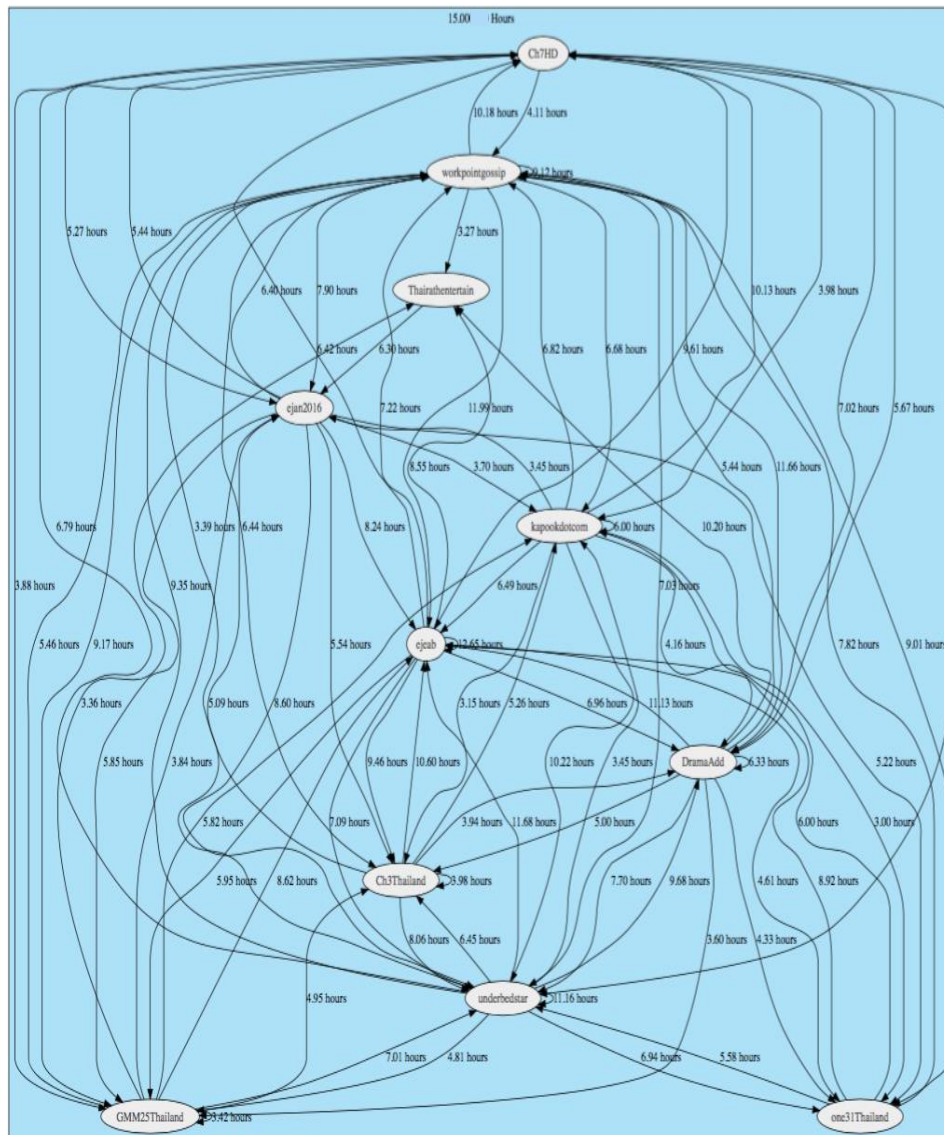 15.00 Hours
Ch7HD
10.18 hours 4.11 hours
workpointgossip 9.12 hours
5.27 hours 5.44 hours 3.27 hours
6.40 hours 7.90 hours 10.13 hours 3.98 hours
Thairathentertain
6.42 hours 6.30 hours 6.82 hours 6.68 hours 9.61 hours
ejan2016
7.22 hours 11.99 hours 7.02 hours 5.67 hours
8.55 hours 3.70 hours 3.45 hours 5.44 hours 11.66 hours
6.79 hours 3.39 hours 6.44 hours 8.24 hours kapookdotcom 6.00 hours 10.20 hours
3.88 hours 9.35 hours 6.49 hours 7.03 hours
5.46 hours 9.17 hours 5.54 hours ejeab 12.65 hours 4.16 hours 7.82 hours 9.01 hours
3.36 hours 5.09 hours 8.60 hours 3.15 hours 5.26 hours 6.96 hours 11.13 hours
5.85 hours 3.84 hours 9.46 hours 10.60 hours 10.22 hours 3.45 hours DramaAdd 6.33 hours 5.22 hours
5.82 hours 7.09 hours 11.68 hours 3.94 hours 5.00 hours 6.00 hours 3.00 hours
5.95 hours 8.62 hours Ch3Thailand 3.98 hours 7.70 hours 9.68 hours 4.61 hours 8.92 hours
8.06 hours 6.45 hours 3.60 hours 4.33 hours
4.95 hours underbedstar 11.16 hours
7.01 hours 4.81 hours 6.94 hours 5.58 hours
GMM25Thailand 3.42 hours one31Thailand